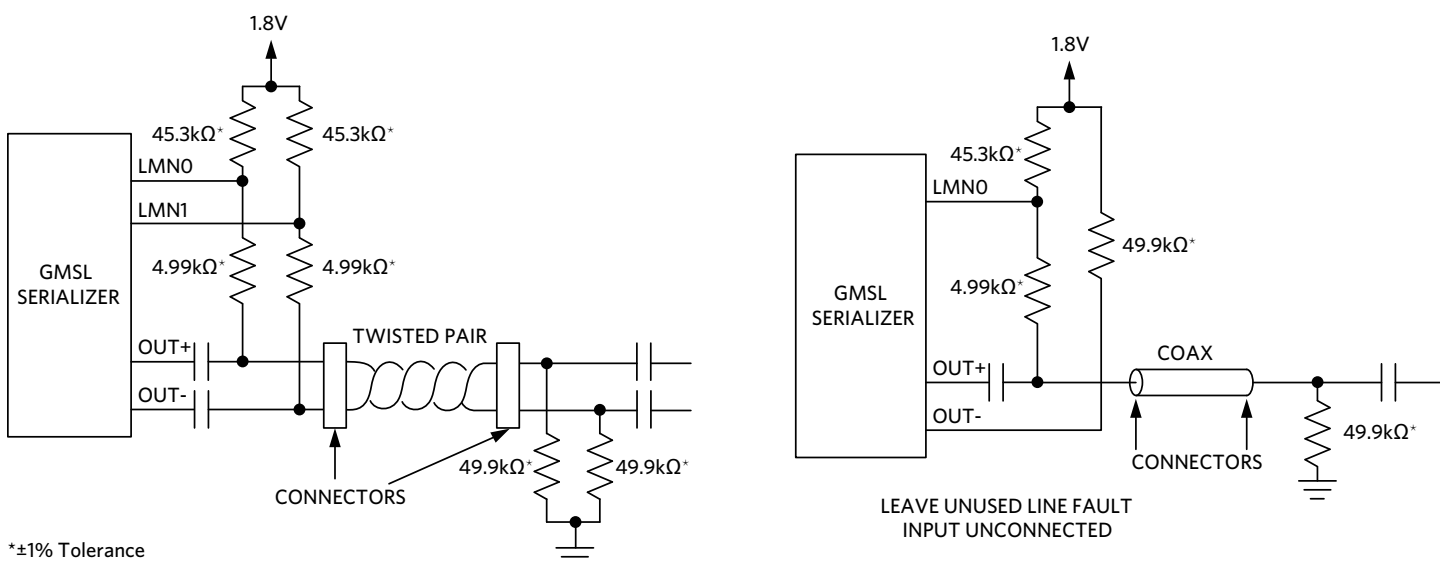 1.8V
45.3kΩ*
45.3kΩ*
LMN0
LMN1
4.99kΩ*
4.99kΩ*
GMSL
SERIALIZER
TWISTED PAIR
OUT+
OUT-
49.9kΩ*
49.9kΩ*
CONNECTORS
*±1% Tolerance
1.8V
45.3kΩ*
LMN0
49.9kΩ*
4.99kΩ*
GMSL
SERIALIZER
COAX
OUT+
OUT-
49.9kΩ*
CONNECTORS
LEAVE UNUSED LINE FAULT
INPUT UNCONNECTED